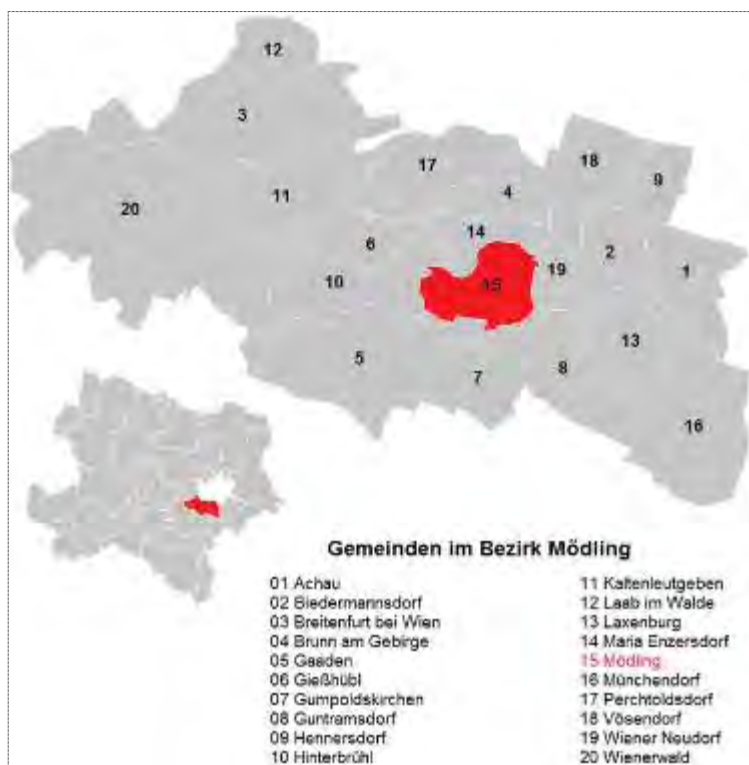 12
3
17
18
9
11
4
20
14
6
2
19
1
10
15
13
5
8
7
16
Gemeinden im Bezirk Mödling
01 Achau
02 Biedermannsdorf
03 Breitenfurt bei Wien
04 Brunn am Gebirge
05 Gaaden
06 Gießhübl
07 Gumpoldskirchen
08 Guntramsdorf
09 Hennersdorf
10 Hinterbrühl
11 Kaltenleutgeben
12 Laab im Walde
13 Laxenburg
14 Maria Enzersdorf
15 Mödling
16 Münchendorf
17 Perchtoldsdorf
18 Vösendorf
19 Wiener Neudorf
20 Wienerwald